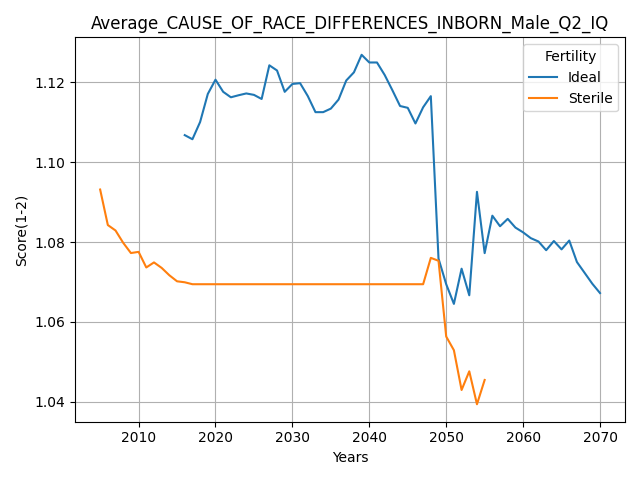 Average_CAUSE_OF_RACE_DIFFERENCES_INBORN_Male_Q2_IQ
Fertility
Ideal
Sterile
Score(1-2)
1.12
1.10
1.08
1.06
1.04
2010 2020 2030 2040 2050 2060 2070
Years